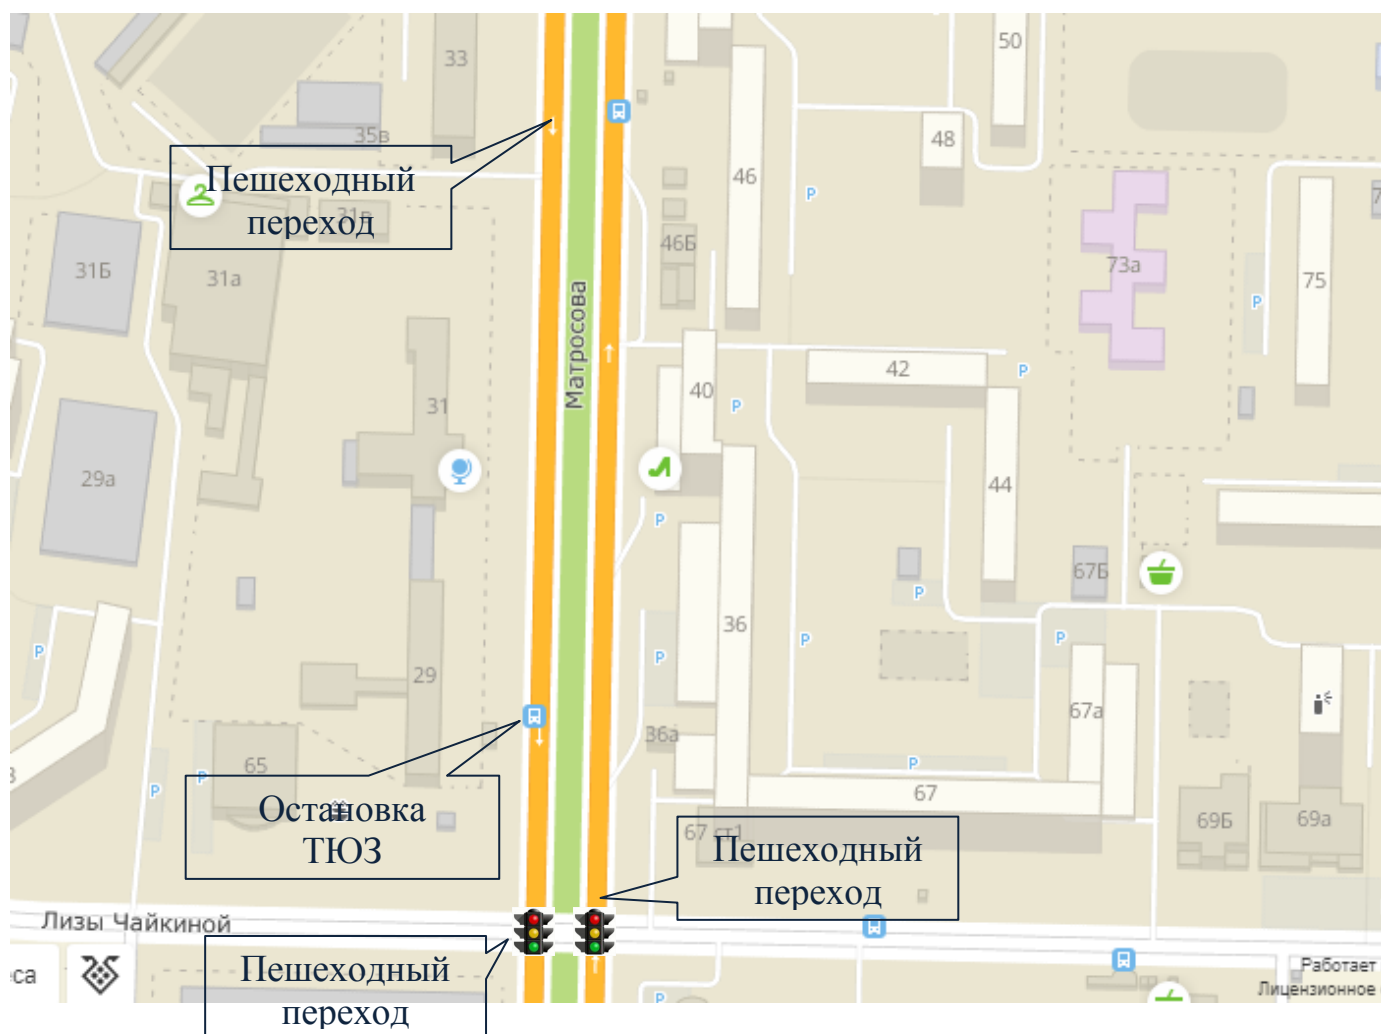 33
50
35в
48
Пешеходный
переход
46
31в
46Б
31Б
31а
73а
75
Матросова
42
40
31
29а
44
67Б
36
29
67а
36а
65
67
Остановка
ТЮЗ
67 ст1
69Б
69а
Пешеходный
переход
Лизы Чайкиной
Пешеходный
переход
еса
Работает
Лицензионное
P
P
P
P
P
P
P
P
P
P
P
P
P
P